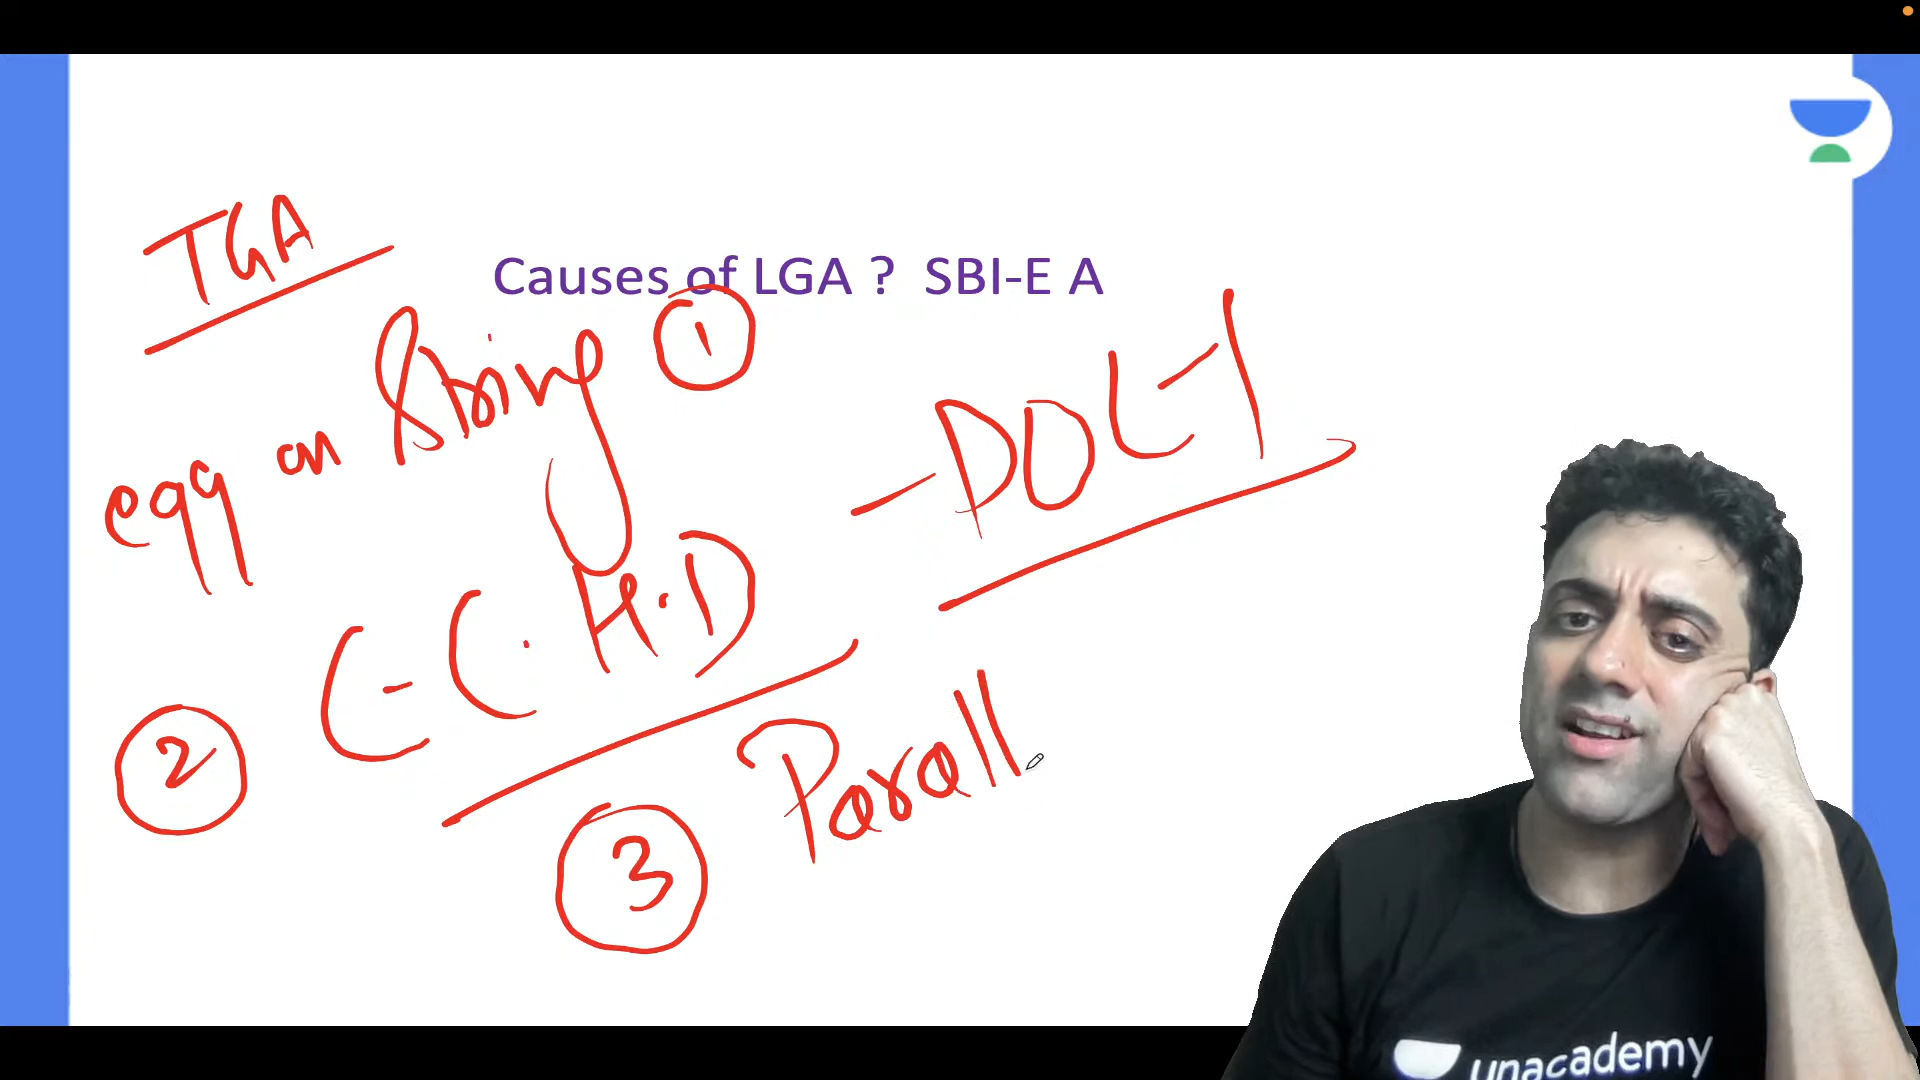 TGA
Causes of LGA ? SBI-E A
egg on String 1
-DOL-1
2 C-C.H.D
3 Parall
unacademy